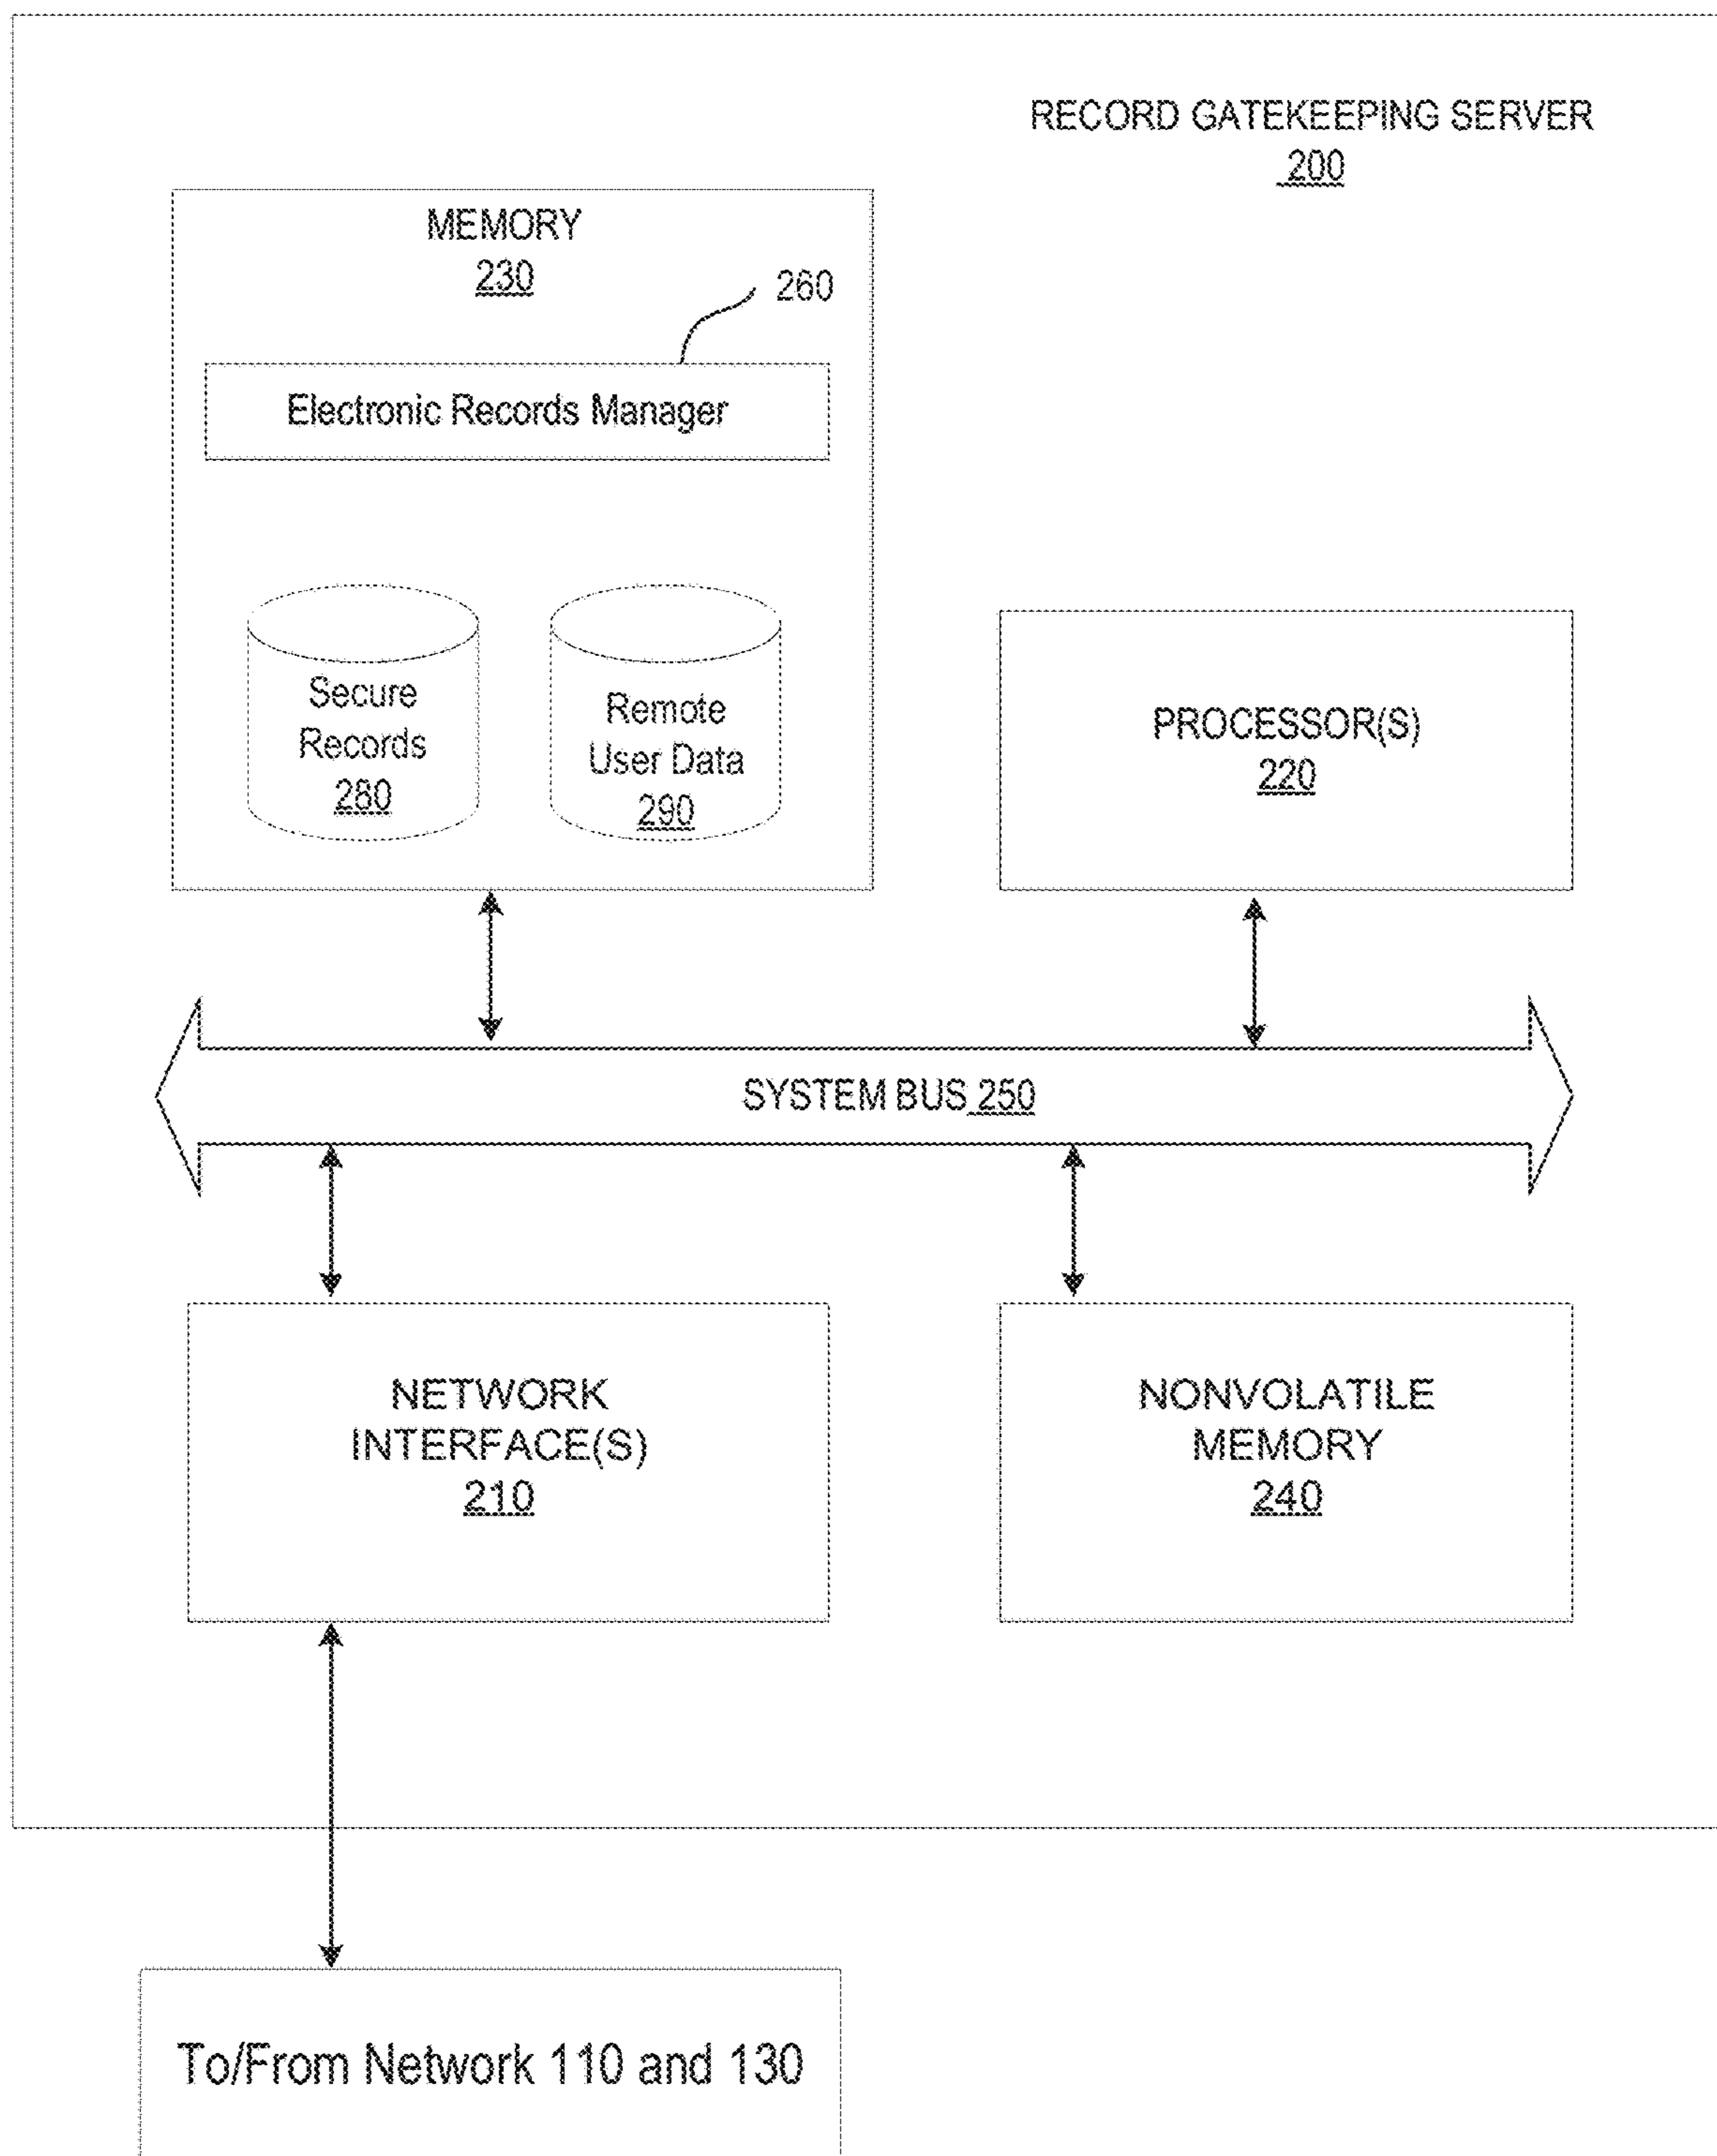 RECORD GATEKEEPING SERVER
200
MEMORY
230
260
Electronic Records Manager
Secure
Records
280
Remote
User Data
290
PROCESSOR(S)
220
SYSTEM BUS 250
NETWORK
INTERFACE(S)
210
NONVOLATILE
MEMORY
240
To/From Network 110 and 130